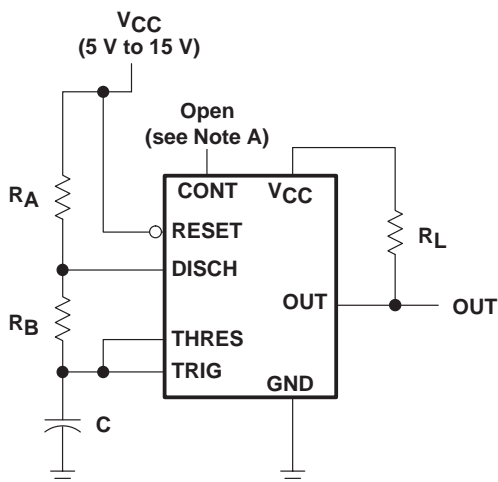 VCC
(5 V to 15 V)
Open
(see Note A)
CONT
VCC
RA
RESET
RL
DISCH
OUT
OUT
RB
THRES
TRIG
GND
C